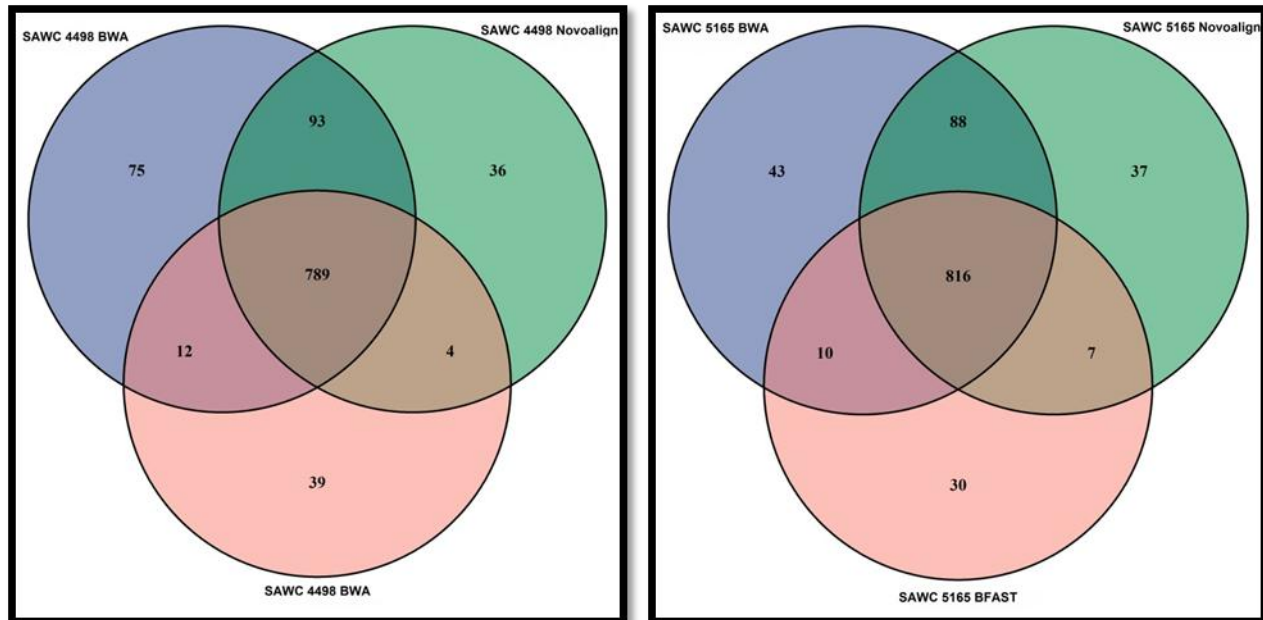 SAWC 4498 BWA
SAWC 4498 Novoalign
93
75
36
789
12
4
39
SAWC 4498 BWA
SAWC 5165 BWA
SAWC 5165 Novoalign
88
43
37
816
10
7
30
SAWC 5165 BFAST